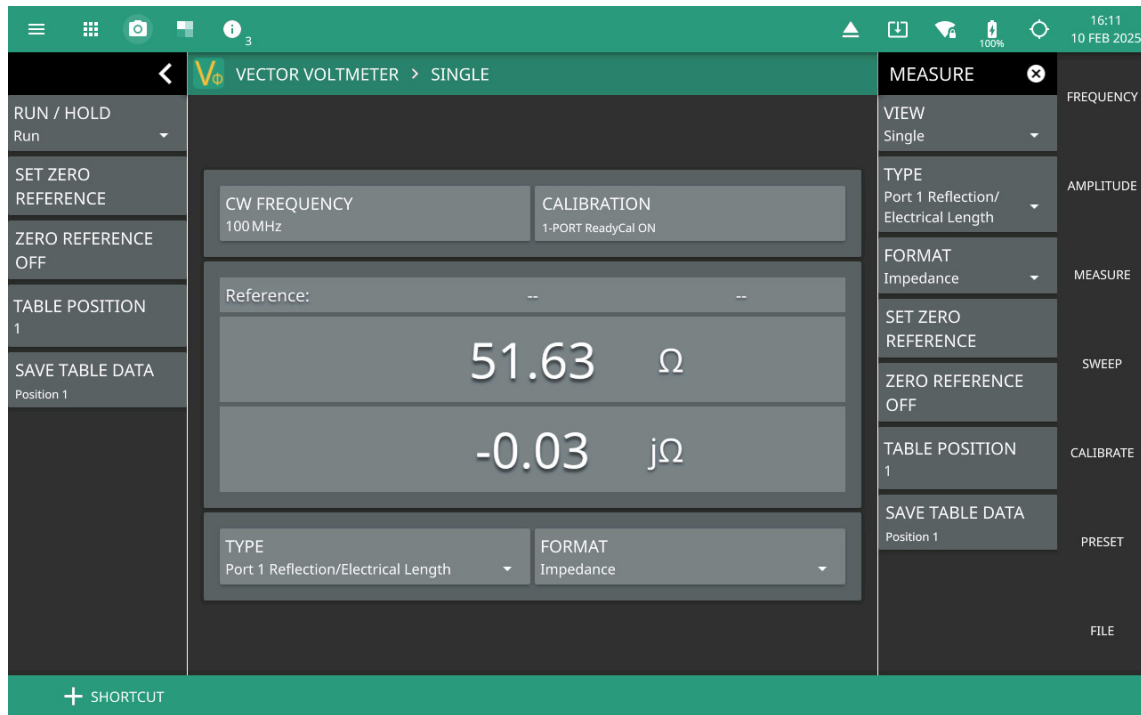 3
100%
16:11
10 FEB 2025
VΦ VECTOR VOLTMETER > SINGLE
RUN / HOLD
Run
SET ZERO
REFERENCE
ZERO REFERENCE
OFF
TABLE POSITION
1
SAVE TABLE DATA
Position 1
CW FREQUENCY
100 MHz
CALIBRATION
1-PORT ReadyCal ON
Reference: -- --
51.63 Ω
-0.03 jΩ
TYPE
Port 1 Reflection/Electrical Length
FORMAT
Impedance
MEASURE
VIEW
Single
TYPE
Port 1 Reflection/
Electrical Length
FORMAT
Impedance
SET ZERO
REFERENCE
ZERO REFERENCE
OFF
TABLE POSITION
1
SAVE TABLE DATA
Position 1
FREQUENCY
AMPLITUDE
MEASURE
SWEEP
CALIBRATE
PRESET
FILE
+ SHORTCUT